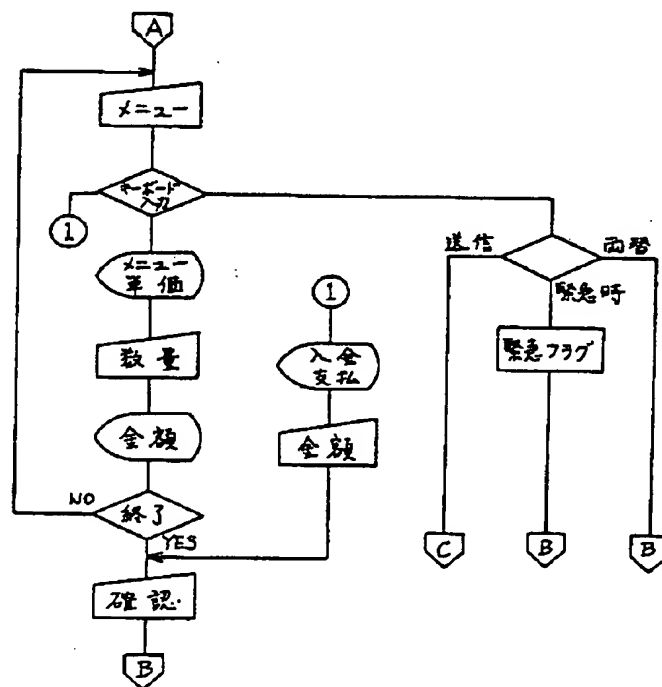 A
メニュー
キーボード
入力
1
メニュー
単価
数量
金額
NO
終了
YES
確認
B
1
入金
支払
金額
送信
両替
緊急時
緊急フラグ
C
B
B